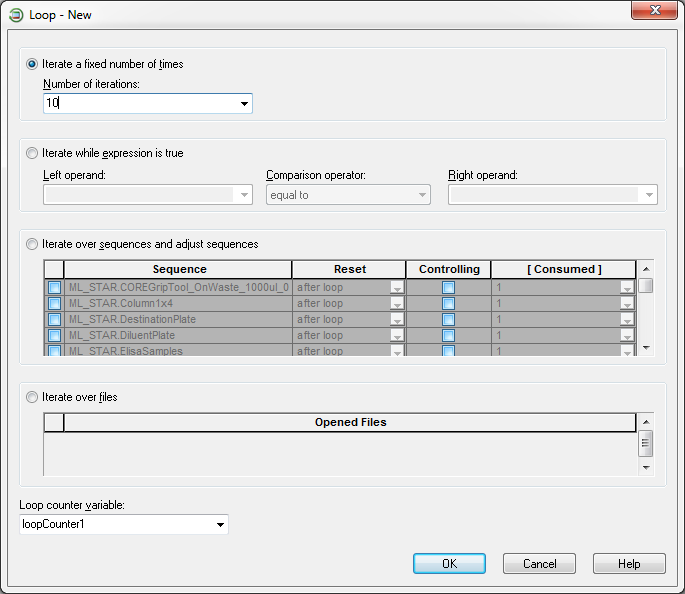 Loop - New
Iterate a fixed number of times
Number of iterations:
10
Iterate while expression is true
Left operand: Comparison operator: Right operand:
equal to
Iterate over sequences and adjust sequences
Sequence Reset Controlling [ Consumed ]
ML_STAR.COREGripTool_OnWaste_1000ul_0 after loop 1
ML_STAR.Column1x4 after loop 1
ML_STAR.DestinationPlate after loop 1
ML_STAR.DiluentPlate after loop 1
ML_STAR.ElisaSamples after loop 1
Iterate over files
Opened Files
Loop counter variable:
loopCounter1
OK Cancel Help